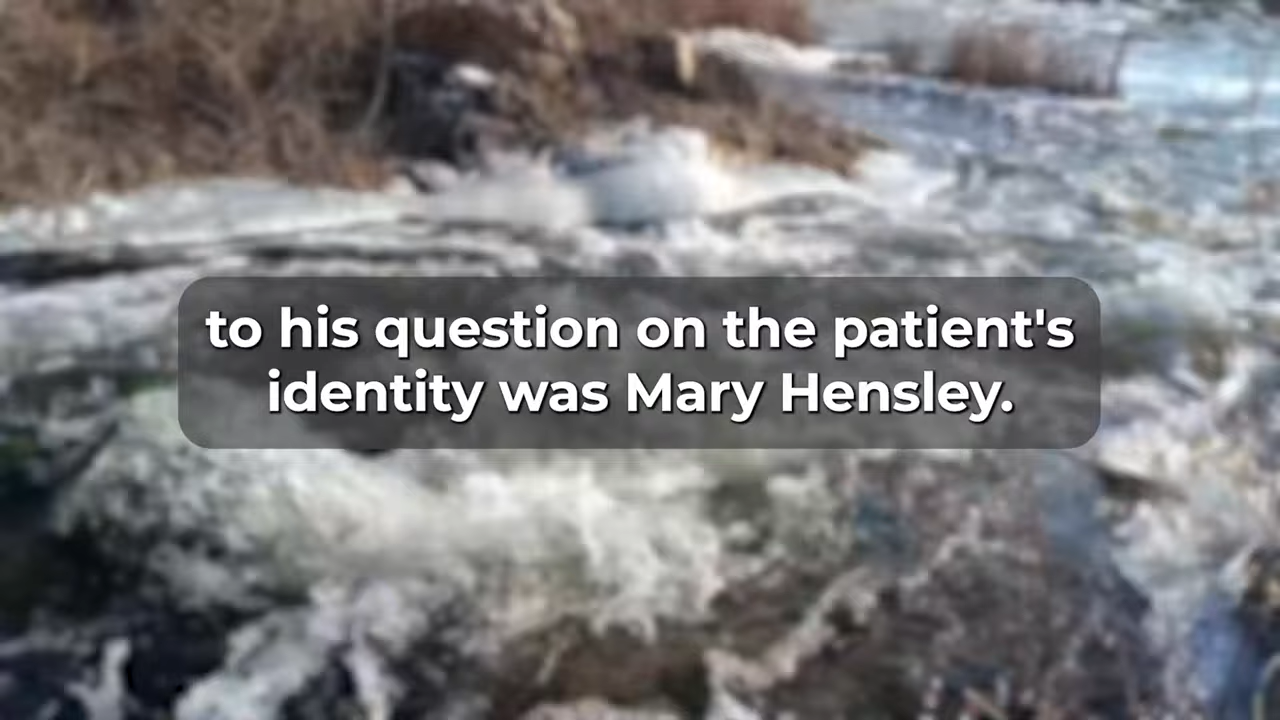 to his question on the patient's
identity was Mary Hensley.